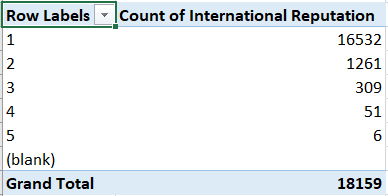 Row Labels Count of International Reputation
1 16532
2 1261
3 309
4 51
5 6
(blank)
Grand Total 18159